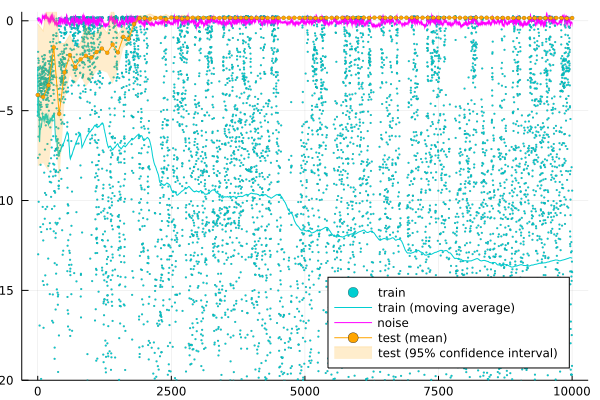 0
−5
10
15
20
0
2500
5000
7500
10000
train
train (moving average)
noise
test (mean)
test (95% confidence interval)